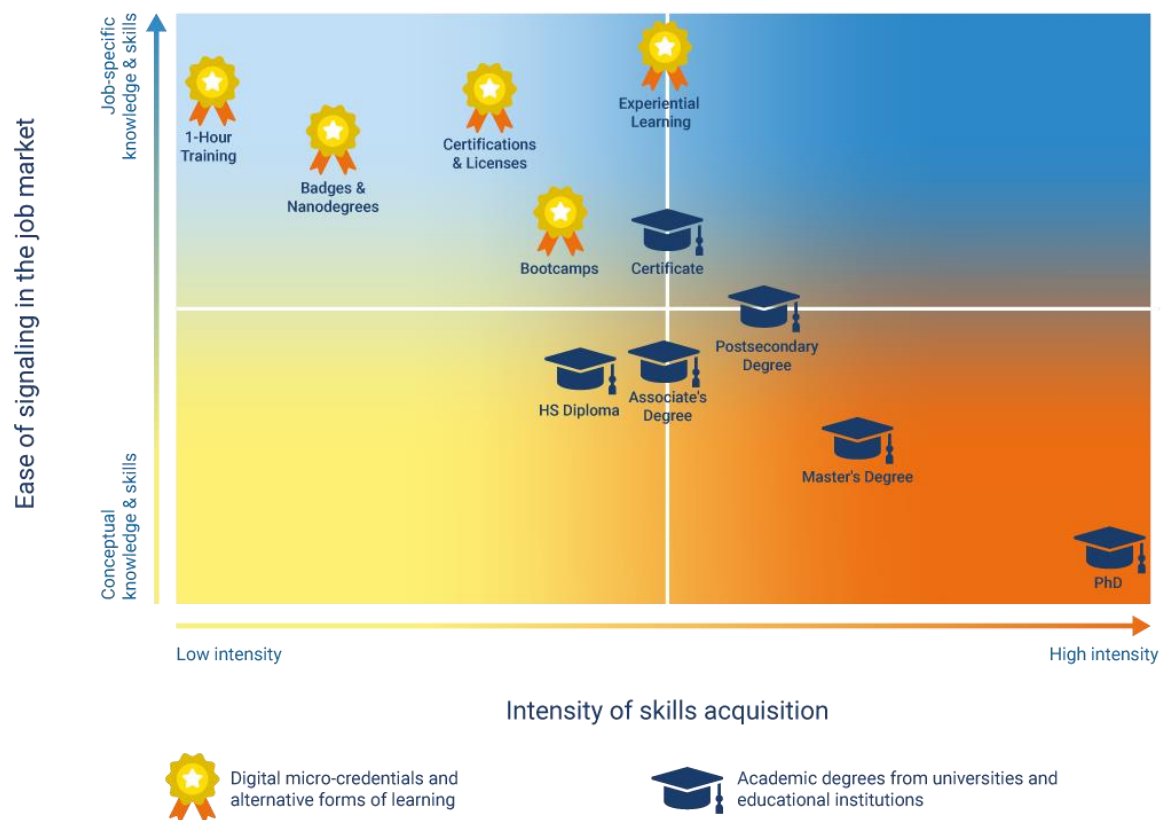 Ease of signaling in the job market
Job-specific
knowledge & skills
Conceptual
knowledge & skills
1-Hour
Training
Badges &
Nanodegrees
Certifications
& Licenses
Experiential
Learning
Bootcamps
Certificate
Postsecondary
Degree
HS Diploma
Associate's
Degree
Master's Degree
PhD
Low intensity
High intensity
Intensity of skills acquisition
Digital micro-credentials and
alternative forms of learning
Academic degrees from universities and
educational institutions